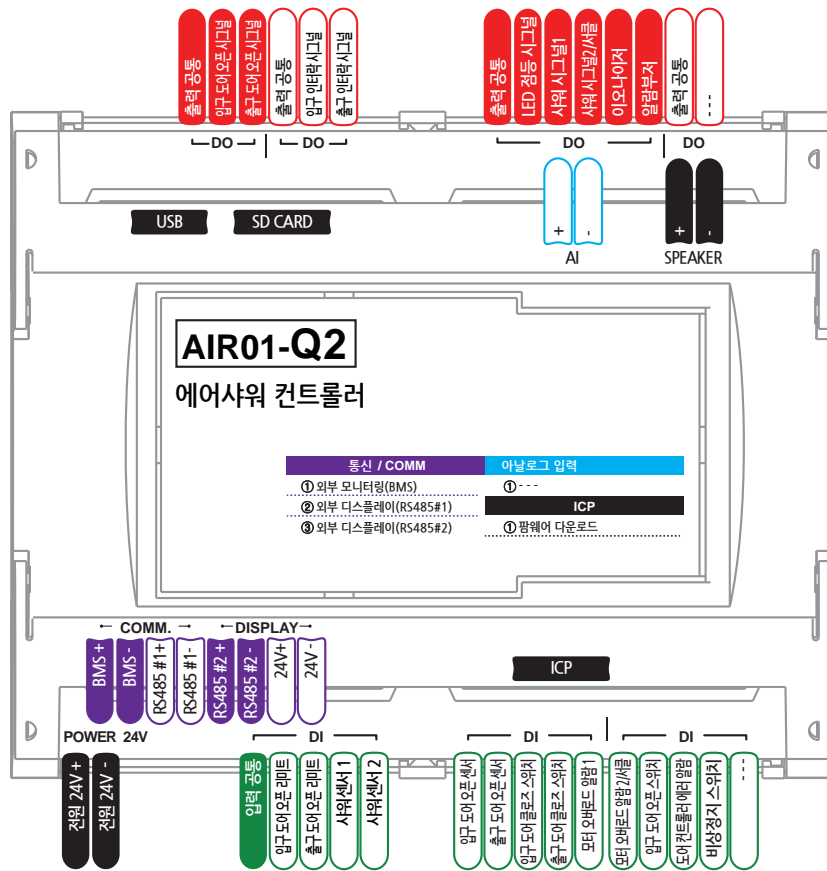 출력 공통
입구 도어 오픈 시그널
출구 도어 오픈 시그널
출력 공통
입구 인터락 시그널
출구 인터락 시그널
출력 공통
LED 점등 시그널
샤워 시그널1
샤워 시그널2/서클
이오나이저
알람부저
출력 공통
---
DO
DO
DO
DO
+
-
AI
+
-
SPEAKER
USB
SD CARD
AIR01-Q2
에어샤워 컨트롤러
통신 / COMM
① 외부 모니터링(BMS)
② 외부 디스플레이(RS485#1)
③ 외부 디스플레이(RS485#2)
아날로그 입력
① - - -
ICP
① 펌웨어 다운로드
COMM.
DISPLAY
BMS +
BMS -
RS485 #1+
RS485 #1-
RS485 #2 +
RS485 #2 -
24V+
24V -
ICP
POWER 24V
DI
DI
DI
전원 24V +
전원 24V -
입력 공통
입구 도어 오픈 리미트
출구 도어 오픈 리미트
샤워센서 1
샤워센서 2
입구 도어 오픈 센서
출구 도어 오픈 센서
입구 도어 클로즈 스위치
출구 도어 클로즈 스위치
모터 오버로드 알람 1
모터 오버로드 알람 2/서클
입구 도어 오픈 스위치
도어 컨트롤러 에러 알람
비상정지 스위치
---